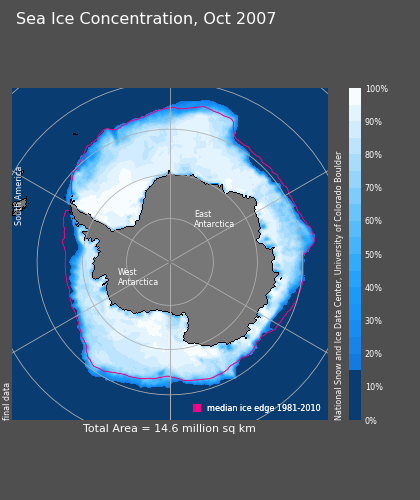 Sea Ice Concentration, Oct 2007
100%
90%
80%
70%
60%
50%
40%
30%
20%
10%
0%
National Snow and Ice Data Center, University of Colorado Boulder
South America
East
Antarctica
West
Antarctica
final data
median ice edge 1981-2010
Total Area = 14.6 million sq km